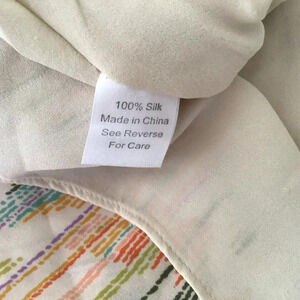 100% Silk
Made in China
See Reverse
For Care